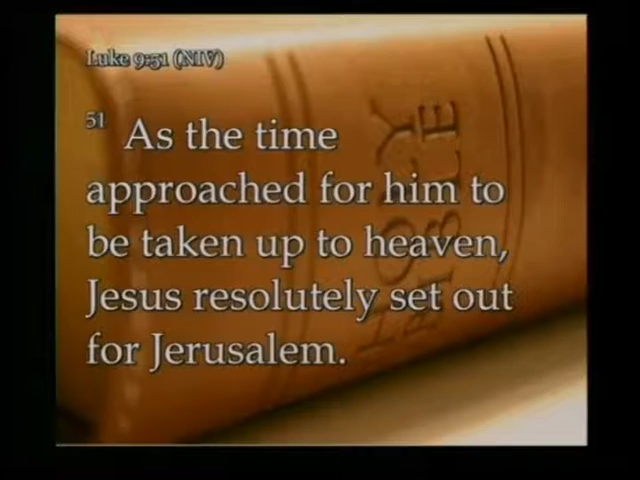 Luke 9:51 (NIV)
51 As the time
approached for him to
be taken up to heaven,
Jesus resolutely set out
for Jerusalem.
HOLY
BIBLE